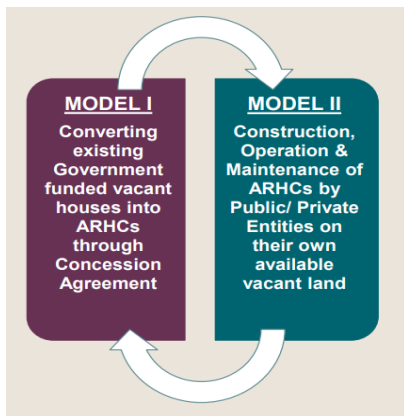 MODEL I
Converting
existing
Government
funded vacant
houses into
ARHCs
through
Concession
Agreement
MODEL II
Construction,
Operation &
Maintenance of
ARHCs by
Public/ Private
Entities on
their own
available
vacant land